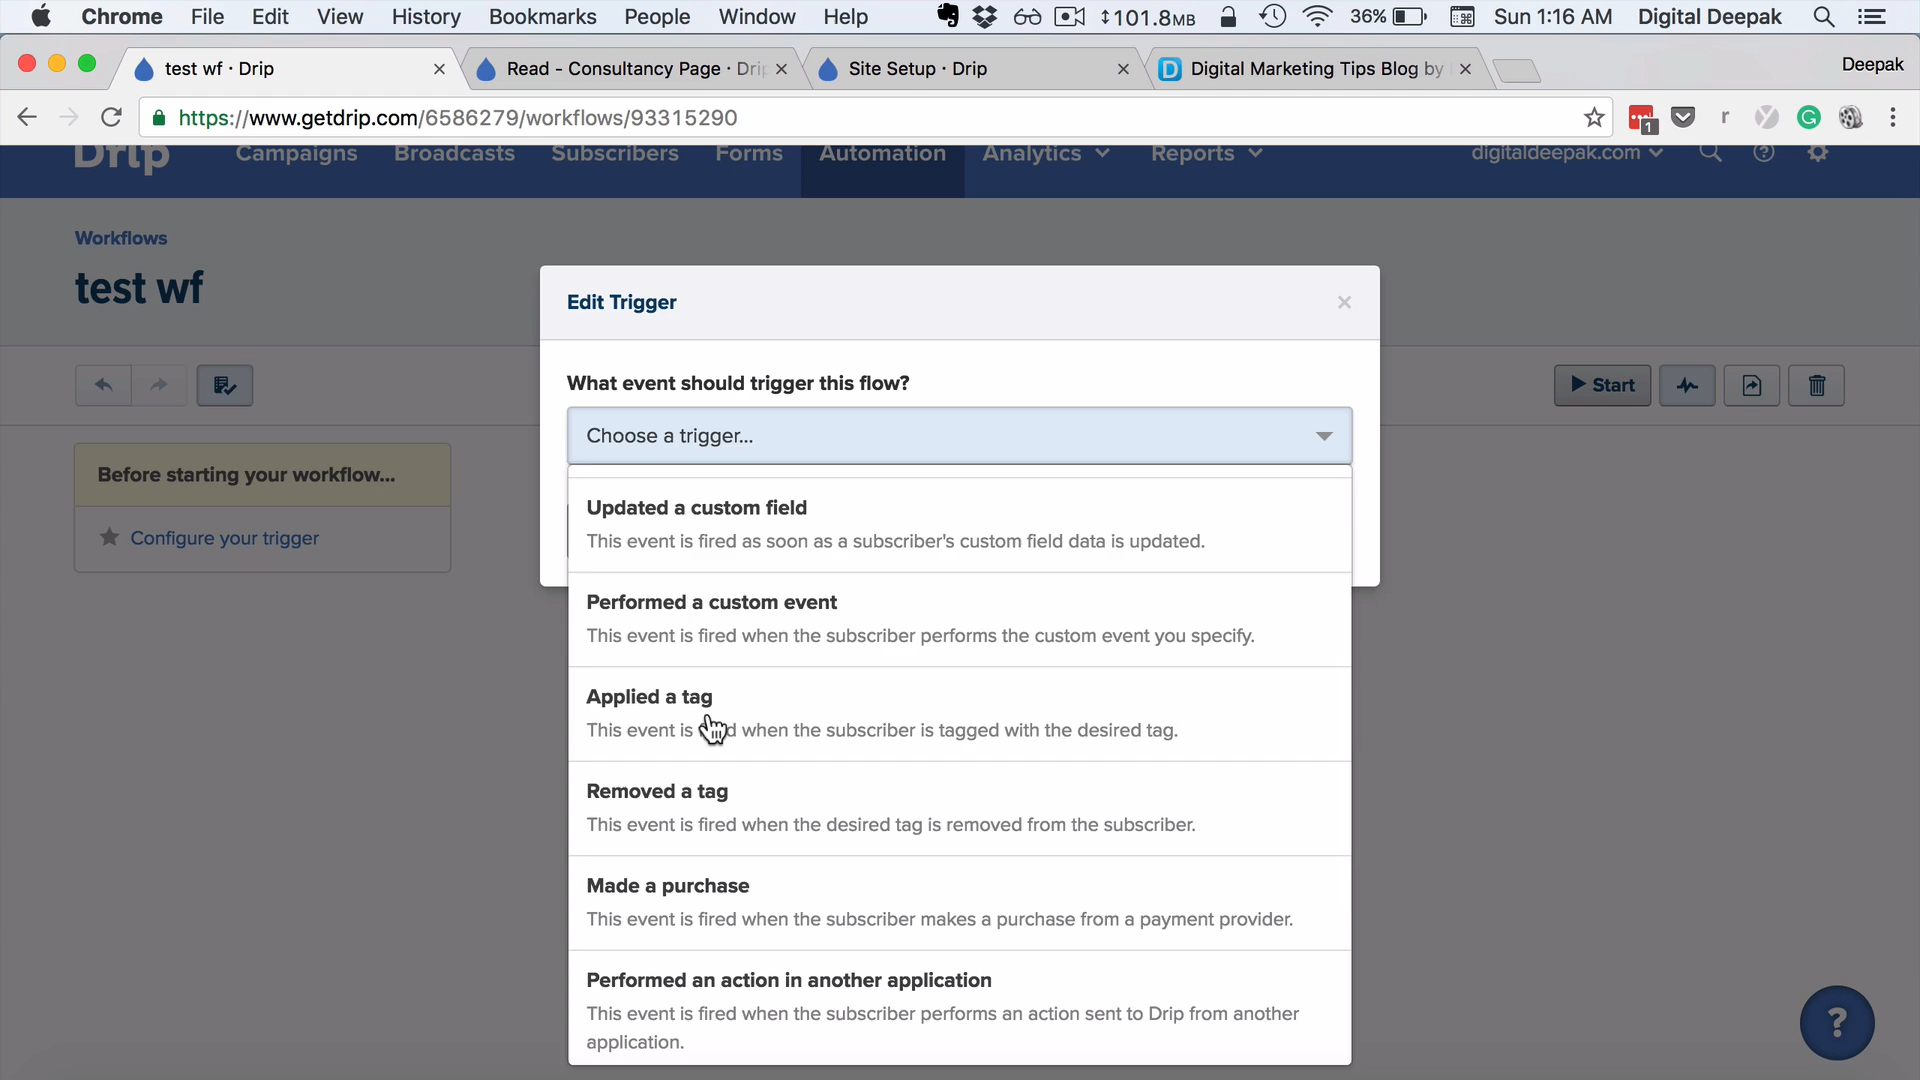 Chrome File Edit View History Bookmarks People Window Help 101.8MB 36% Sun 1:16 AM Digital Deepak
test wf · Drip Read - Consultancy Page · Drip Site Setup · Drip Digital Marketing Tips Blog by Deepak
https://www.getdrip.com/6586279/workflows/93315290 1 r
Drip Campaigns Broadcasts Subscribers Forms Automation Analytics Reports digitaldeepak.com
Workflows
test wf
Start
Before starting your workflow...
Configure your trigger
Edit Trigger
What event should trigger this flow?
Choose a trigger...
Updated a custom field
This event is fired as soon as a subscriber's custom field data is updated.
Performed a custom event
This event is fired when the subscriber performs the custom event you specify.
Applied a tag
This event is fired when the subscriber is tagged with the desired tag.
Removed a tag
This event is fired when the desired tag is removed from the subscriber.
Made a purchase
This event is fired when the subscriber makes a purchase from a payment provider.
Performed an action in another application
This event is fired when the subscriber performs an action sent to Drip from another
application.
?